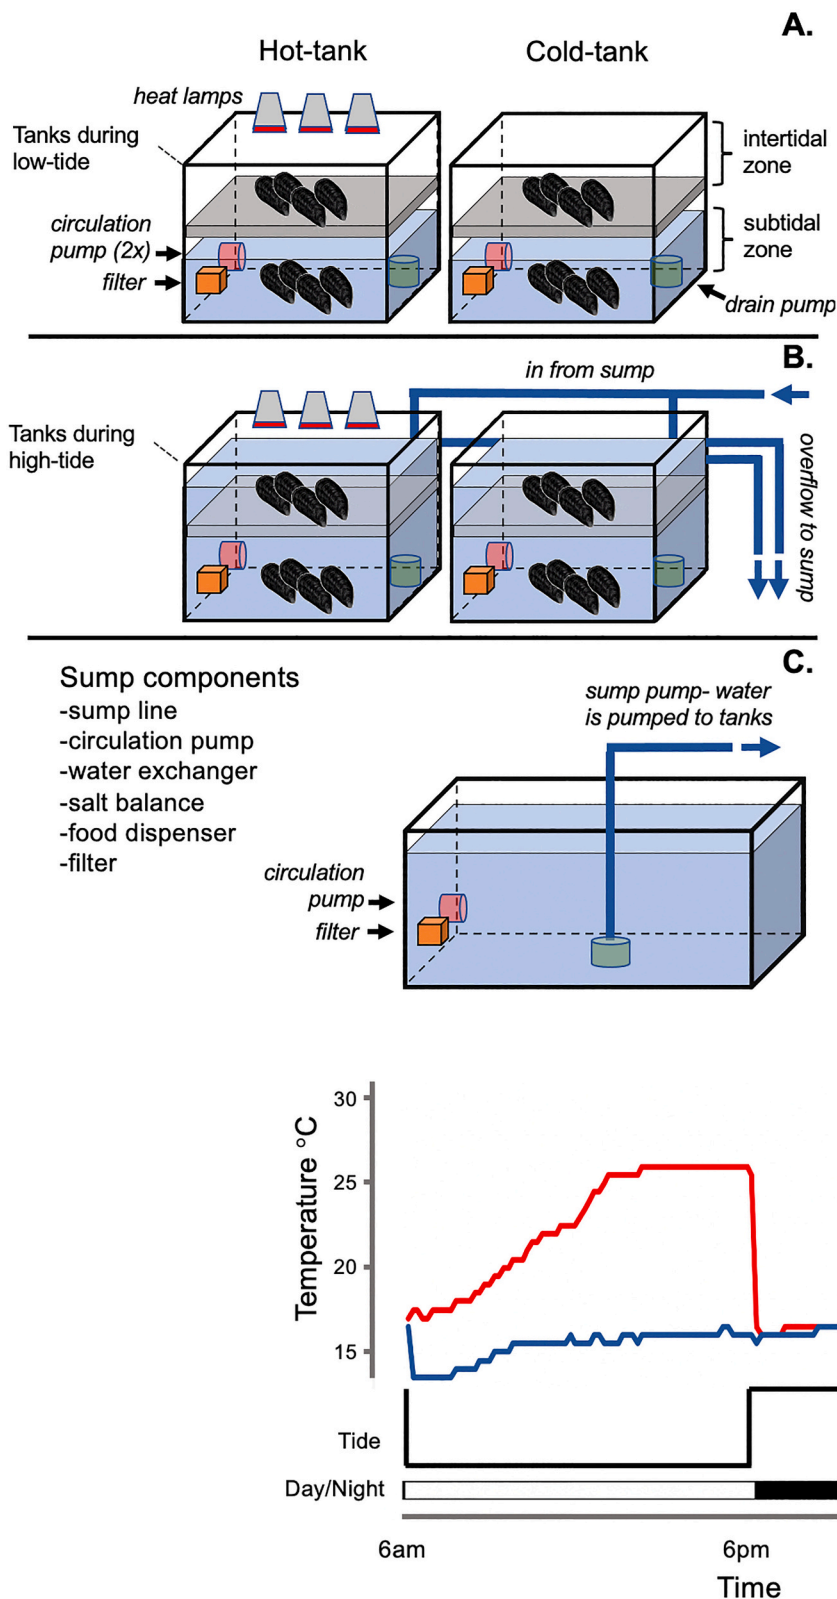 A.
Hot-tank
Cold-tank
heat lamps
Tanks during
low-tide
intertidal
zone
circulation
pump (2x)
subtidal
zone
filter
drain pump
B.
in from sump
Tanks during
high-tide
overflow to sump
C.
Sump components
-sump line
-circulation pump
-water exchanger
-salt balance
-food dispenser
-filter
sump pump- water
is pumped to tanks
circulation
pump
filter
Temperature °C
30
25
20
15
Tide
Day/Night
6am
6pm
Time